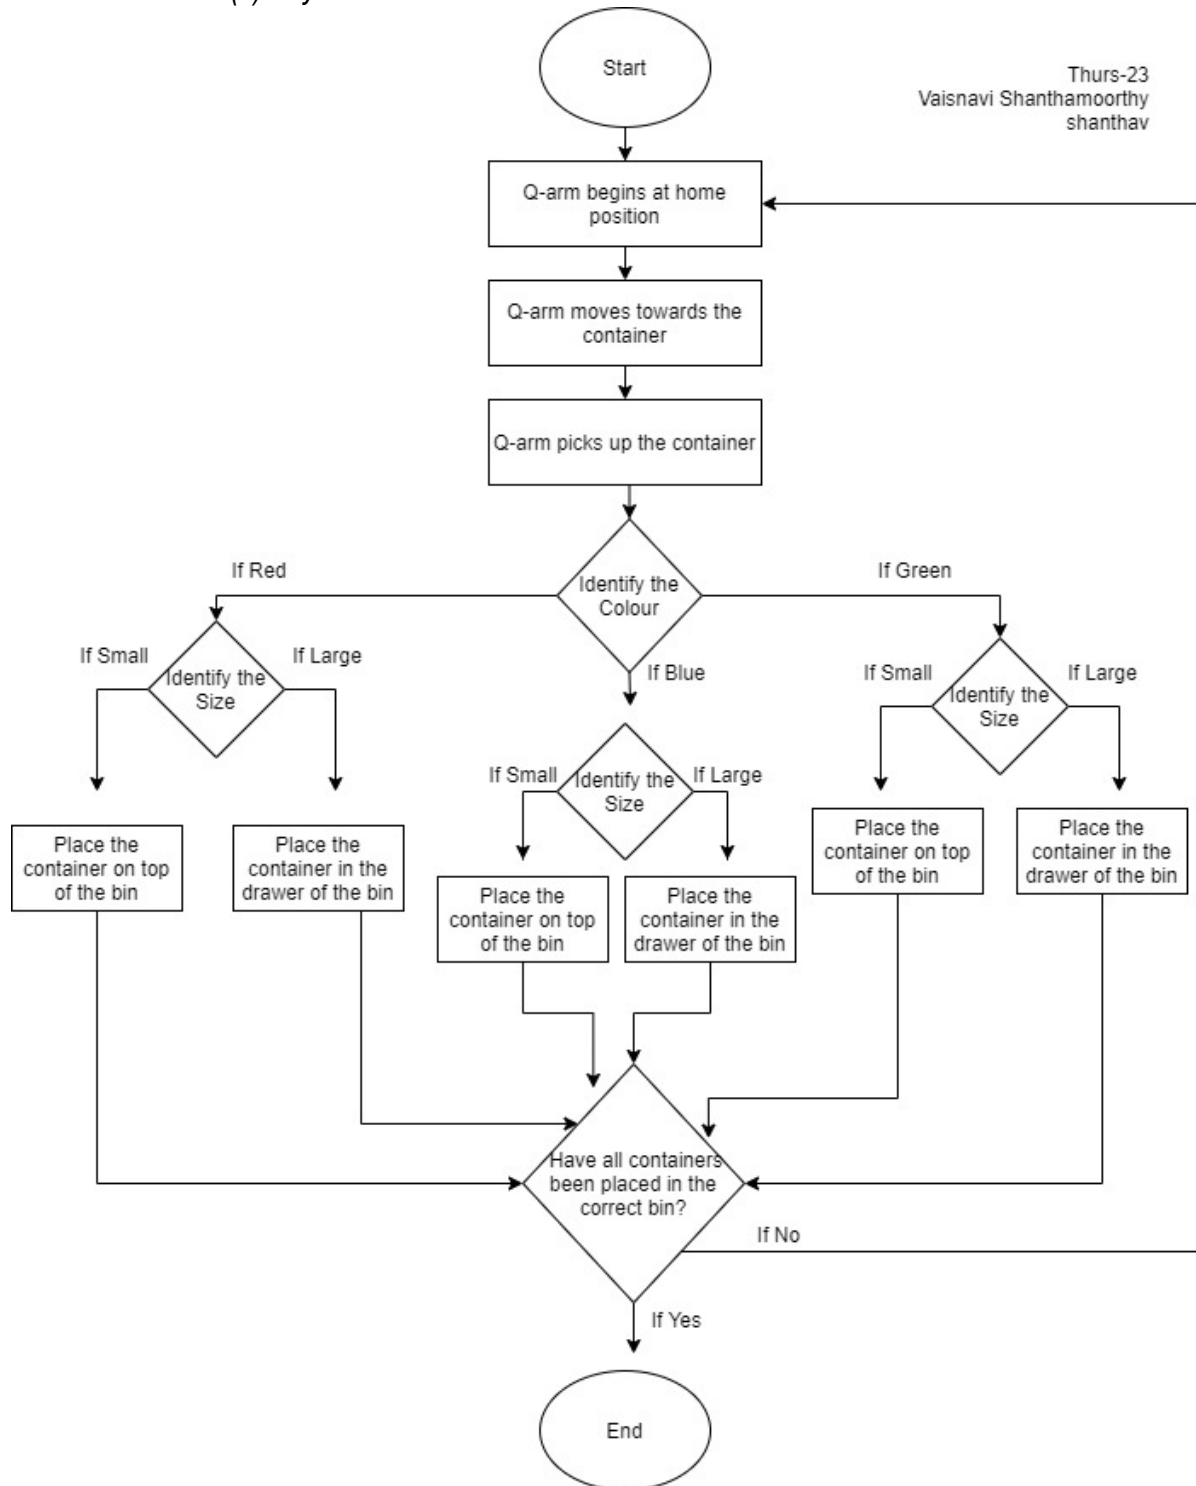 Start
Thurs-23
Vaisnavi Shanthamoorthy
shanthav
Q-arm begins at home
position
Q-arm moves towards the
container
Q-arm picks up the container
If Red
Identify the
Colour
If Green
If Small
Identify the
Size
If Large
If Blue
If Small
Identify the
Size
If Large
If Small
Identify the
Size
If Large
Place the
container on top
of the bin
Place the
container in the
drawer of the bin
Place the
container on top
of the bin
Place the
container in the
drawer of the bin
Place the
container on top
of the bin
Place the
container in the
drawer of the bin
Have all containers
been placed in the
correct bin?
If No
If Yes
End